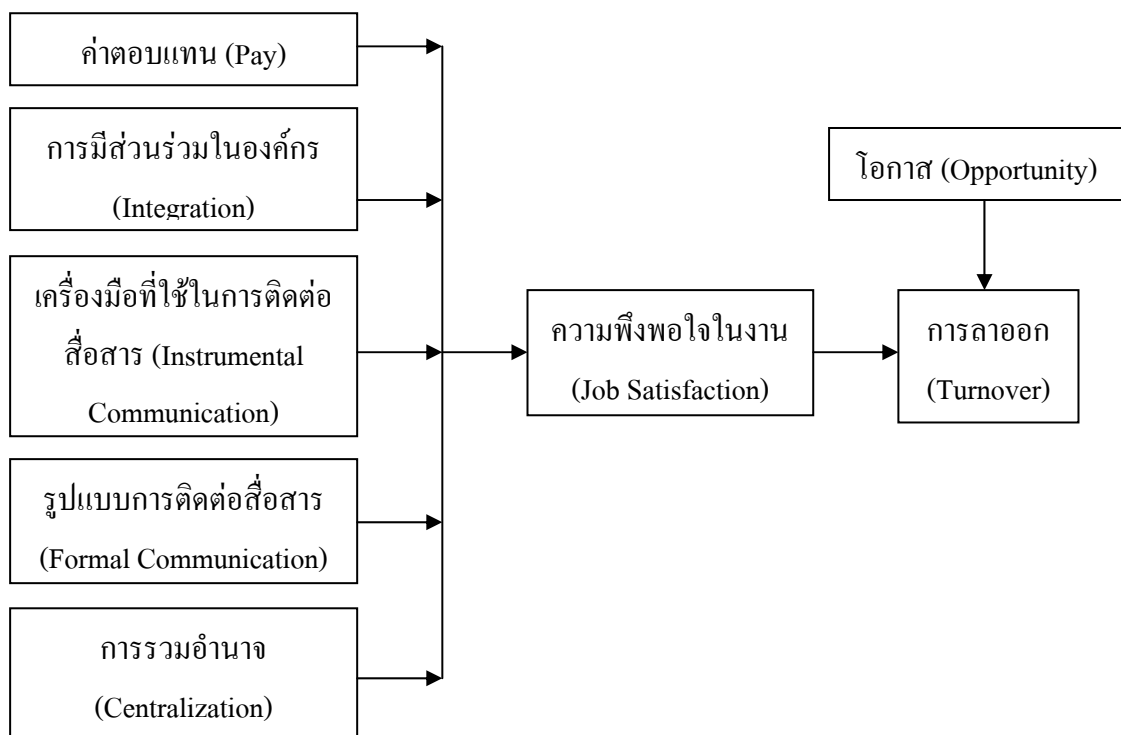 ค่าตอบแทน (Pay)
การมีส่วนร่วมในองค์กร
(Integration)
เครื่องมือที่ใช้ในการติดต่อ
สื่อสาร (Instrumental
Communication)
รูปแบบการติดต่อสื่อสาร
(Formal Communication)
การรวมอำนาจ
(Centralization)
ความพึงพอใจในงาน
(Job Satisfaction)
โอกาส (Opportunity)
การลาออก
(Turnover)